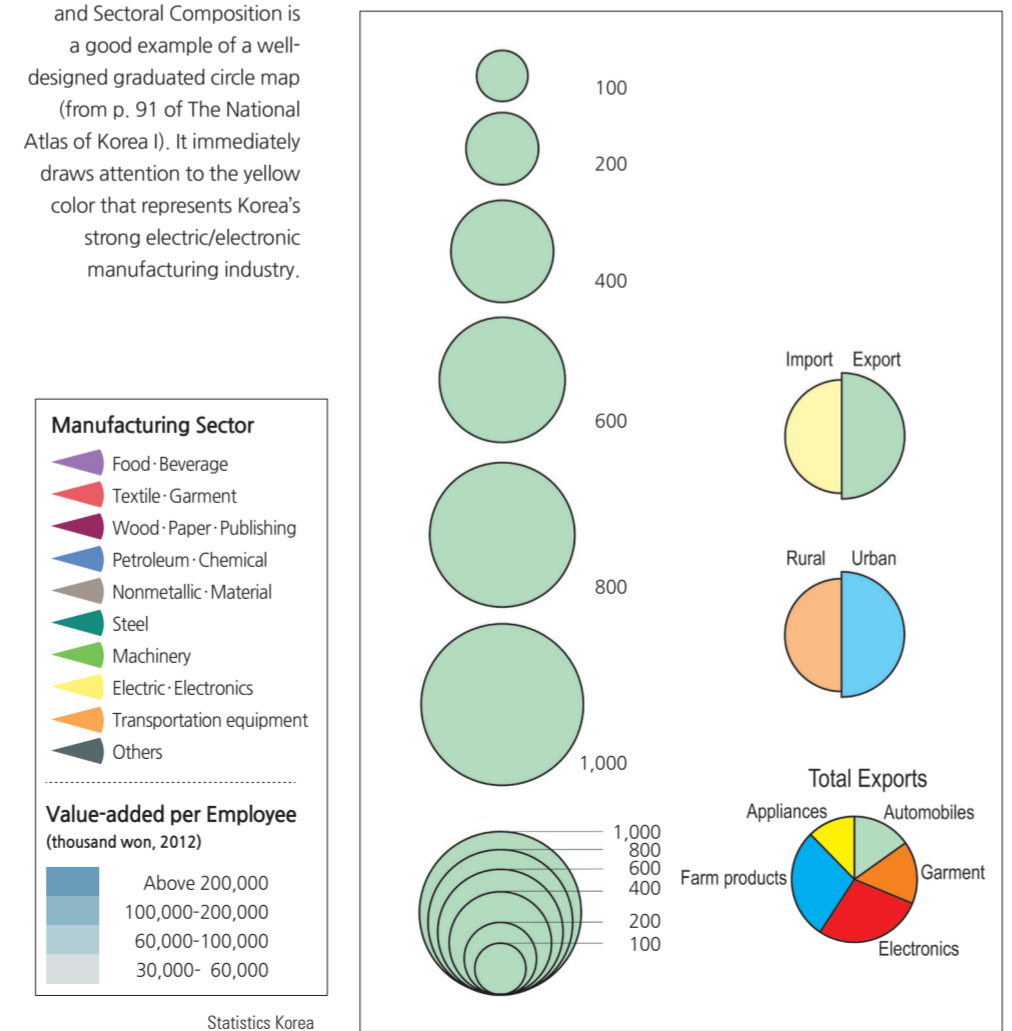 and Sectoral Composition is
a good example of a well-
designed graduated circle map
(from p. 91 of The National
Atlas of Korea I). It immediately
draws attention to the yellow
color that represents Korea's
strong electric/electronic
manufacturing industry.
Manufacturing Sector
Food·Beverage
Textile·Garment
Wood·Paper·Publishing
Petroleum·Chemical
Nonmetallic·Material
Steel
Machinery
Electric·Electronics
Transportation equipment
Others
Value-added per Employee
(thousand won, 2012)
Above 200,000
100,000-200,000
60,000-100,000
30,000- 60,000
Statistics Korea
100
200
400
600
800
1,000
1,000
800
600
400
200
100
Import Export
Rural Urban
Total Exports
Appliances Automobiles
Farm products Garment
Electronics